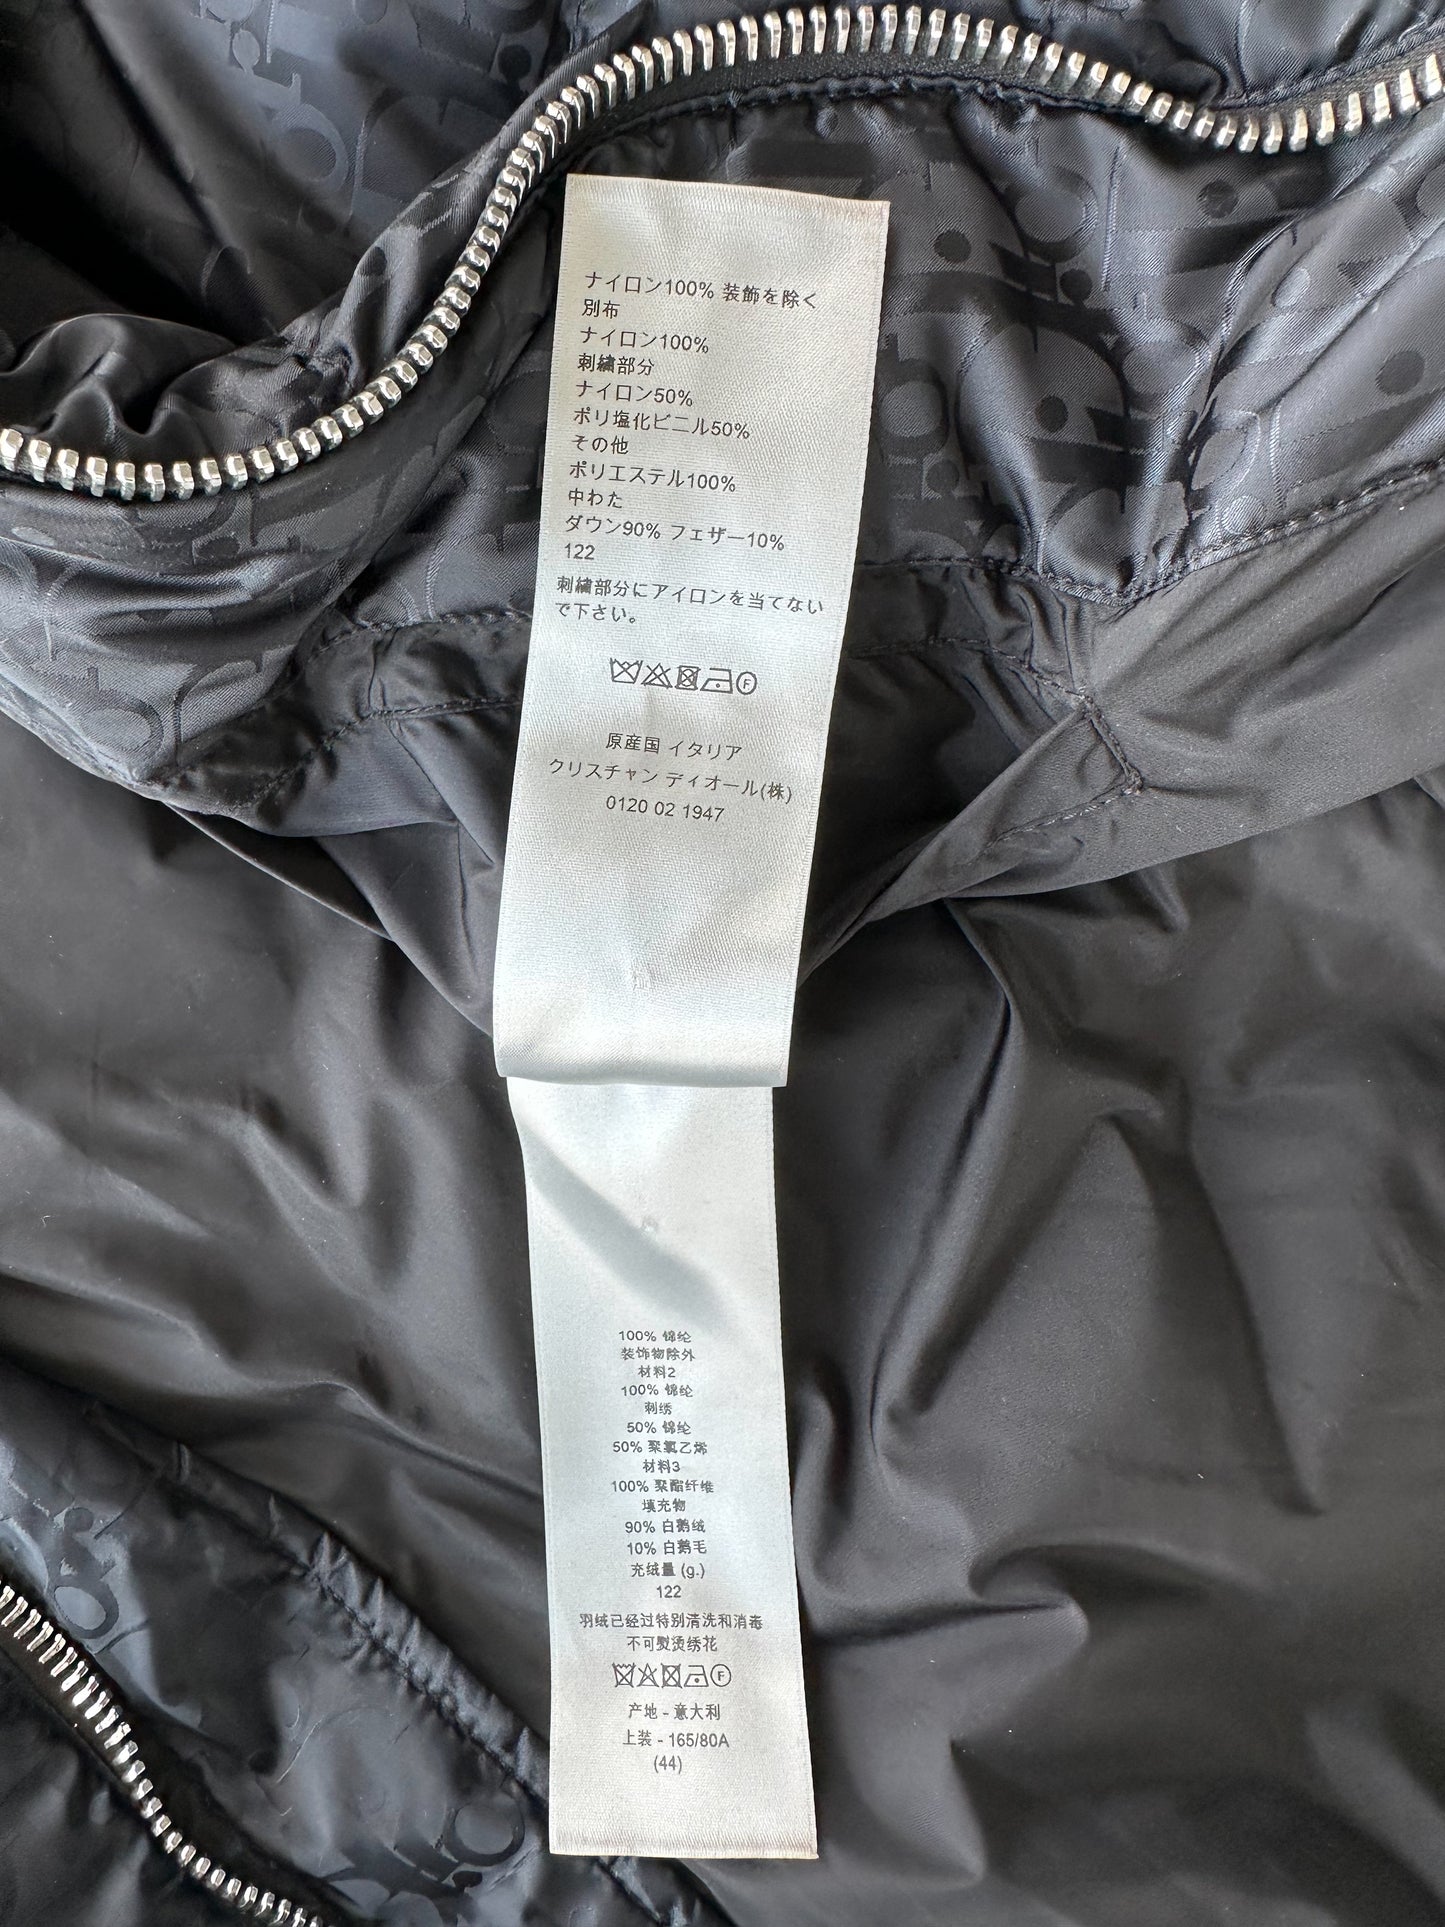 ナイロン100% 装飾を除く
別布
ナイロン100%
刺繍部分
ナイロン50%
ポリ塩化ビニル50%
その他
ポリエステル100%
中わた
ダウン90% フェザー10%
122
刺繍部分にアイロンを当てない
で下さい。
F
原産国 イタリア
クリスチャン ディオール(株)
0120 02 1947
100% 锦纶
装饰物除外
材料2
100% 锦纶
刺绣
50% 锦纶
50% 聚氯乙烯
材料3
100% 聚酯纤维
填充物
90% 白鹅绒
10% 白鹅毛
充绒量 (g.)
122
羽绒已经过特别清洗和消毒
不可熨烫绣花
F
产地 - 意大利
上装 - 165/80A
(44)